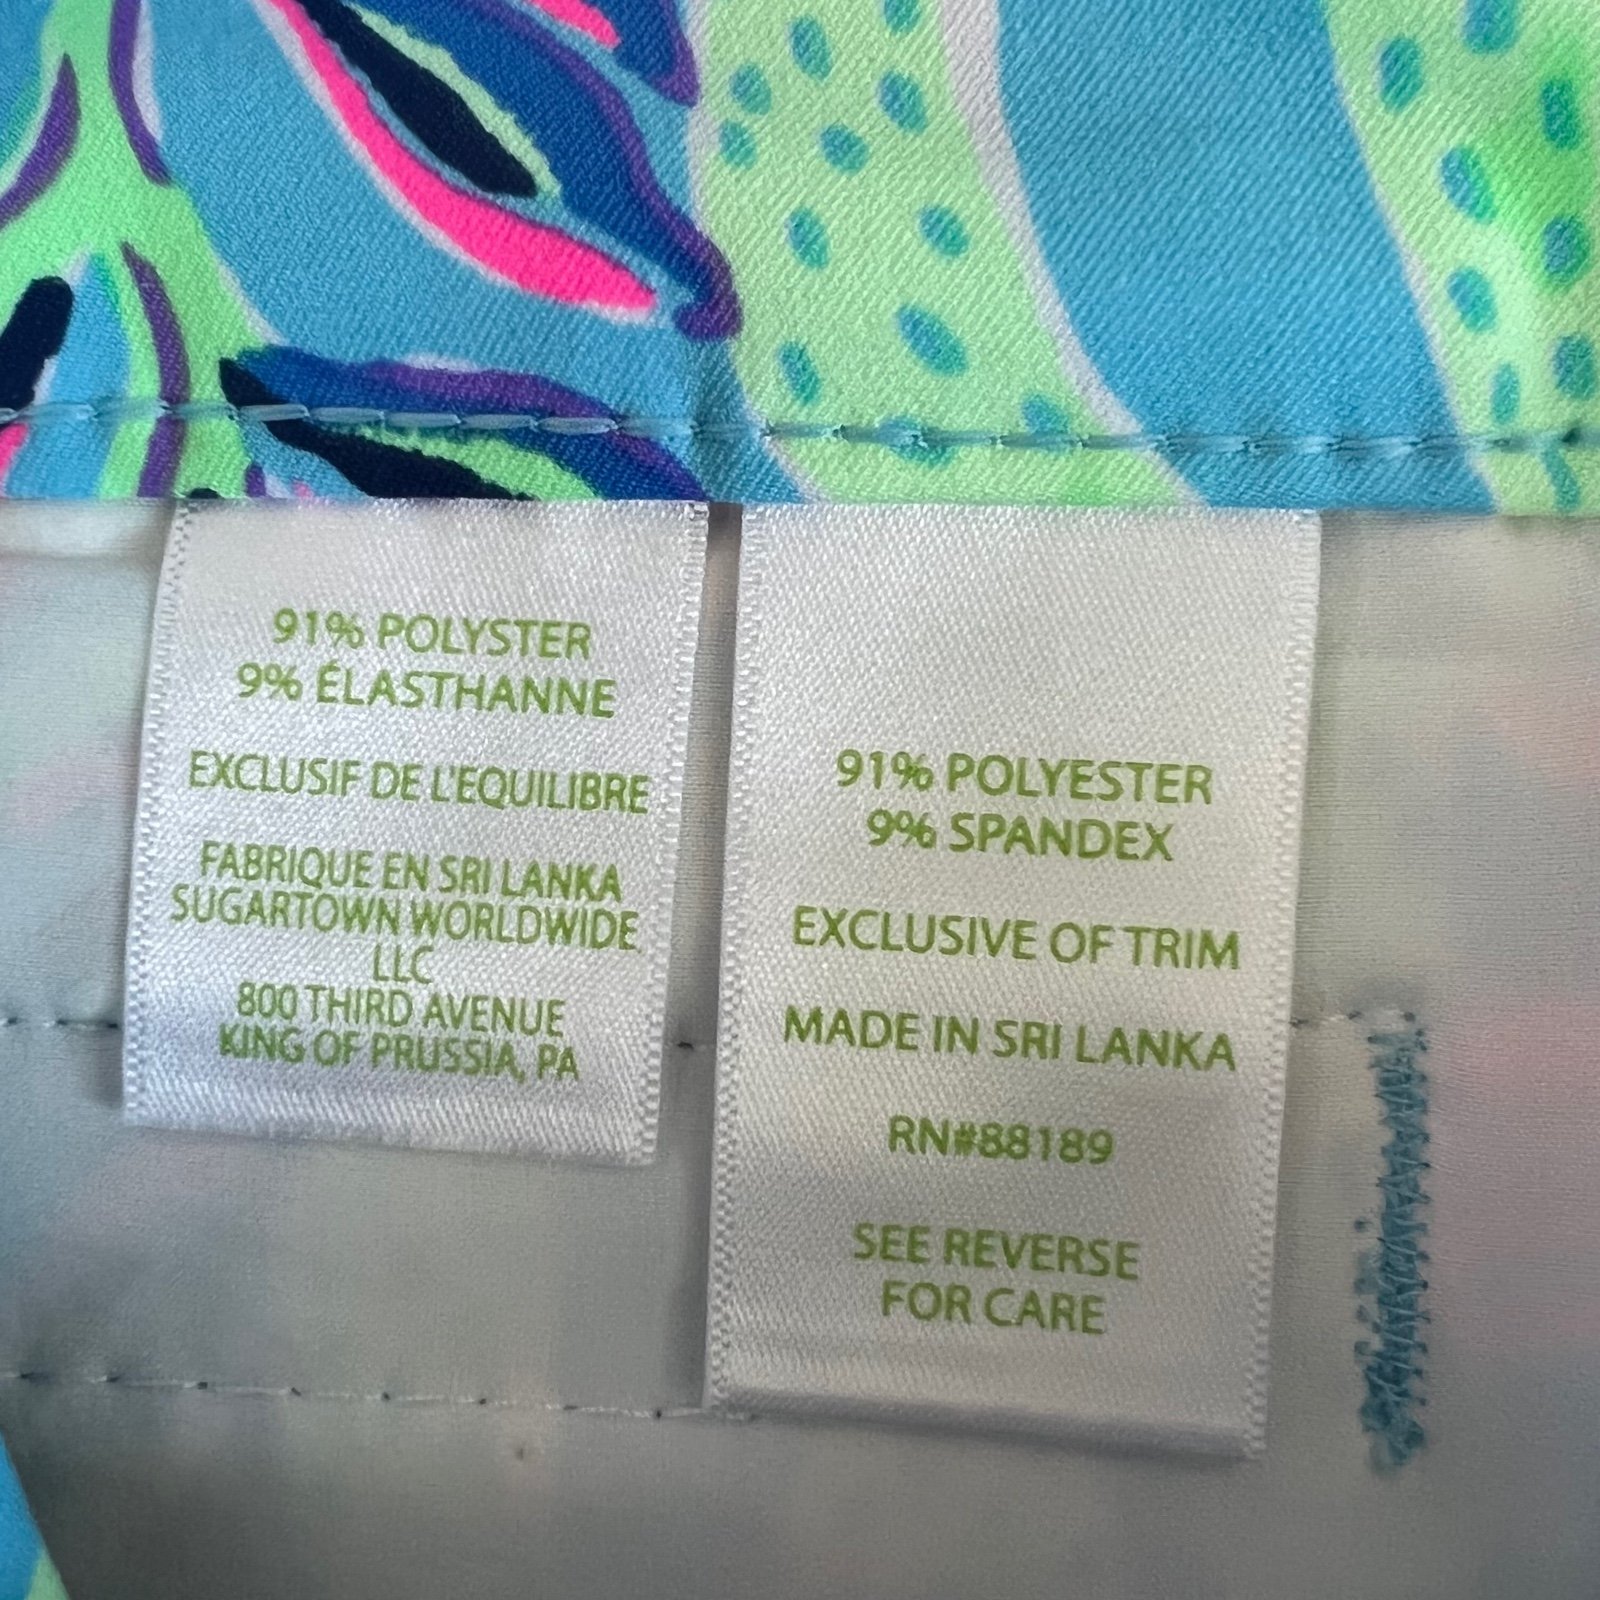 91% POLYSTER
9% ÉLASTHANNE
EXCLUSIF DE L'EQUILIBRE
FABRIQUE EN SRI LANKA
SUGARTOWN WORLDWIDE
LLC
800 THIRD AVENUE
KING OF PRUSSIA, PA
91% POLYESTER
9% SPANDEX
EXCLUSIVE OF TRIM
MADE IN SRI LANKA
RN#88189
SEE REVERSE
FOR CARE